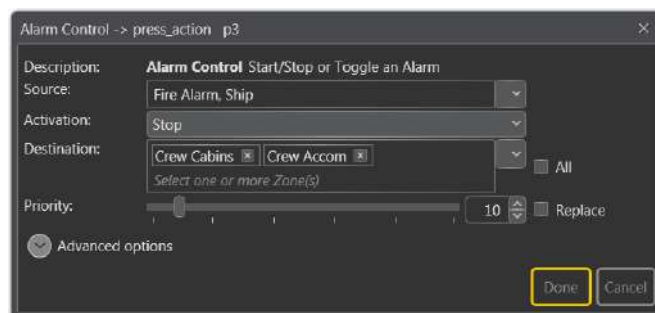 Alarm Control -> press_action p3
Description: Alarm Control Start/Stop or Toggle an Alarm
Source: Fire Alarm, Ship
Activation: Stop
Destination: Crew Cabins Crew Accom
All
Select one or more Zone(s)
Priority: 10 Replace
Advanced options
Done Cancel